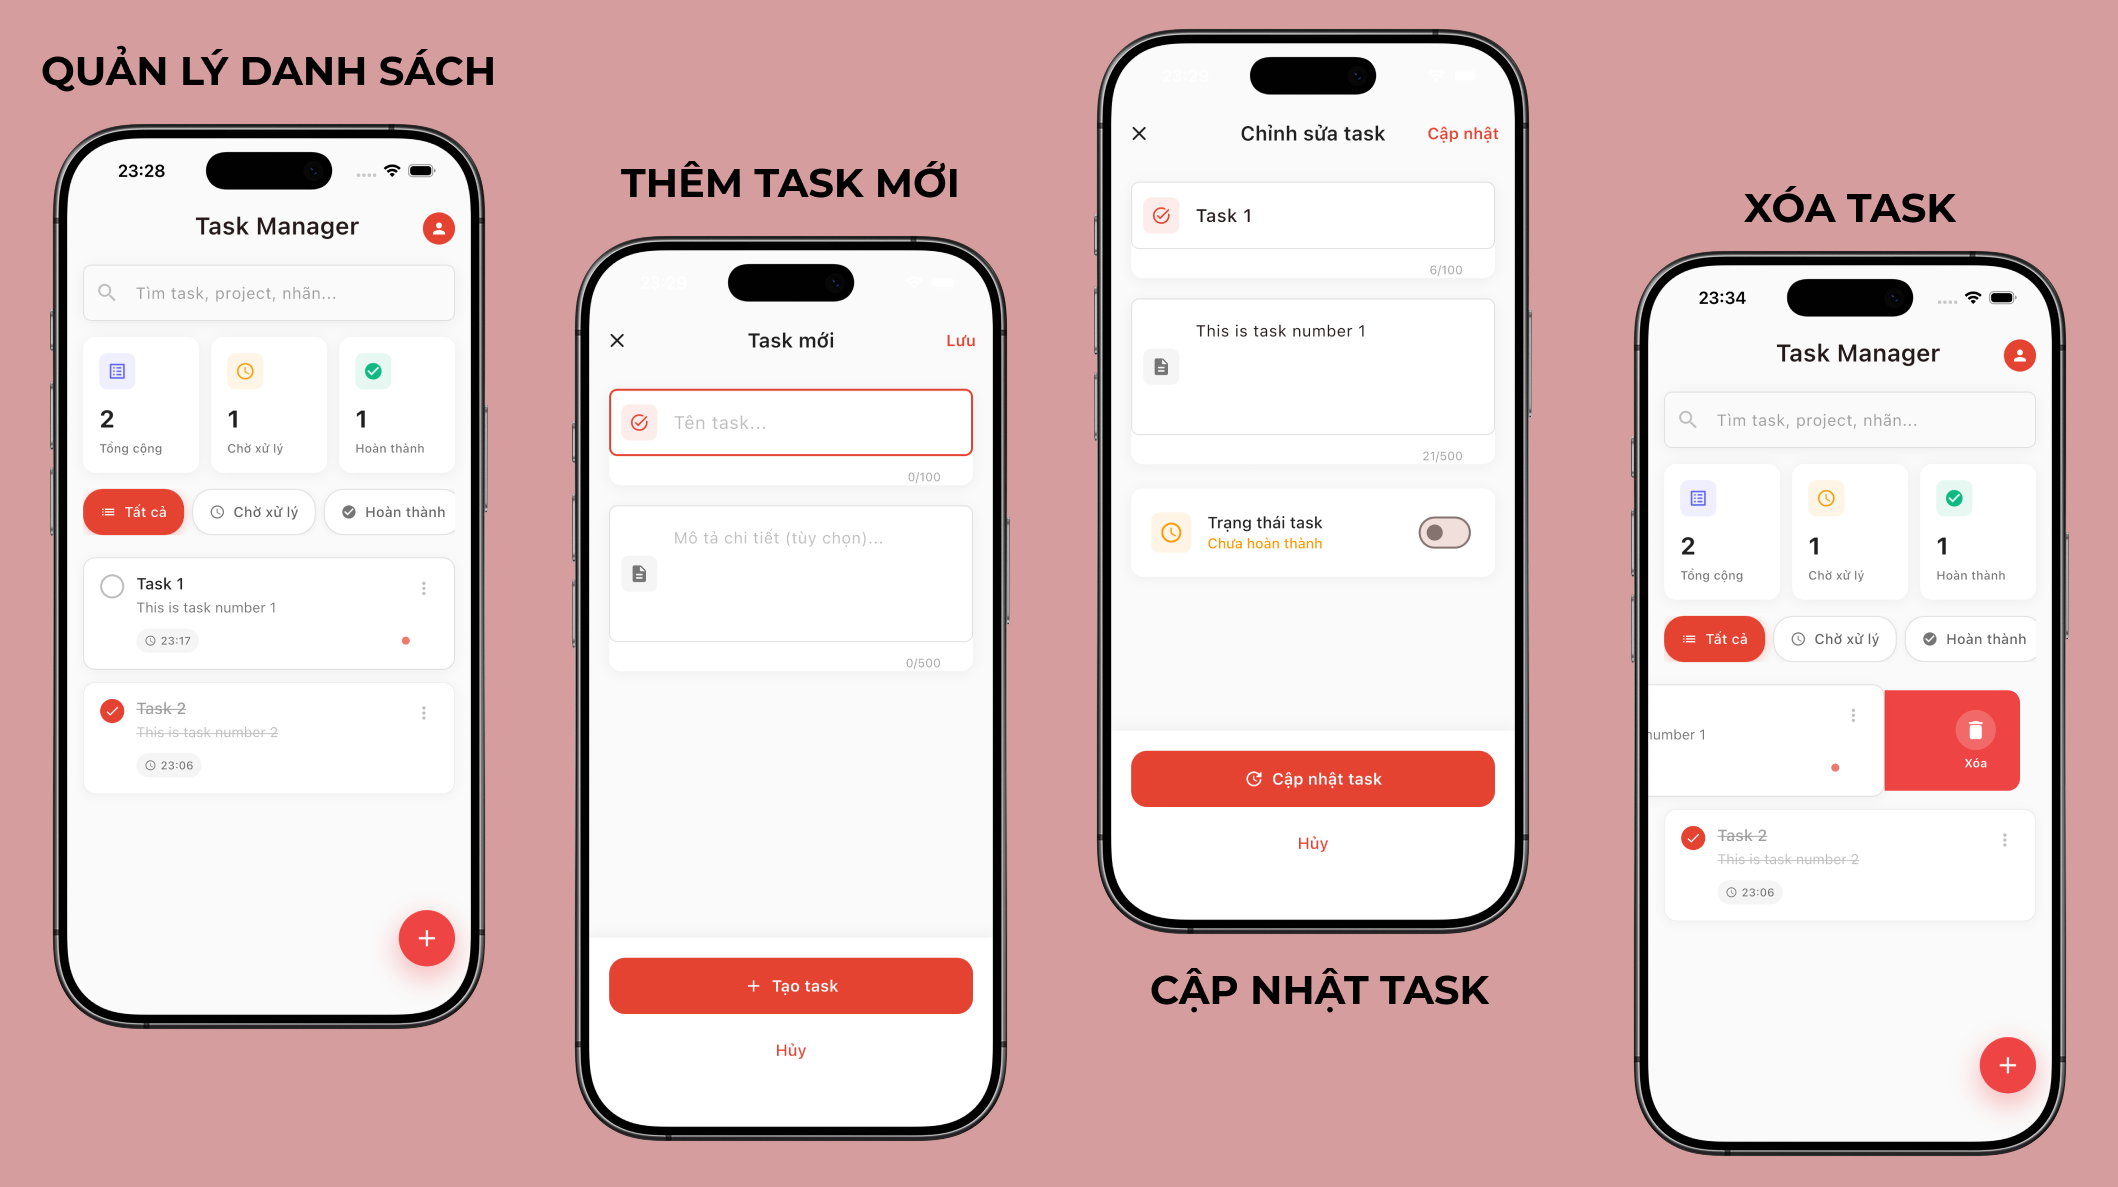 QUẢN LÝ DANH SÁCH
23:28
Task Manager
Tìm task, project, nhãn...
2
Tổng cộng
1
Chờ xử lý
1
Hoàn thành
Tất cả
Chờ xử lý
Hoàn thành
Task 1
This is task number 1
23:17
Task 2
This is task number 2
23:06
THÊM TASK MỚI
23:29
Task mới
Lưu
Tên task...
0/100
Mô tả chi tiết (tùy chọn)...
0/500
Tạo task
Hủy
23:29
Chỉnh sửa task
Cập nhật
Task 1
6/100
This is task number 1
21/500
Trạng thái task
Chưa hoàn thành
Cập nhật task
Hủy
CẬP NHẬT TASK
XÓA TASK
23:34
Task Manager
Tìm task, project, nhãn...
2
Tổng cộng
1
Chờ xử lý
1
Hoàn thành
Tất cả
Chờ xử lý
Hoàn thành
number 1
Xóa
Task 2
This is task number 2
23:06